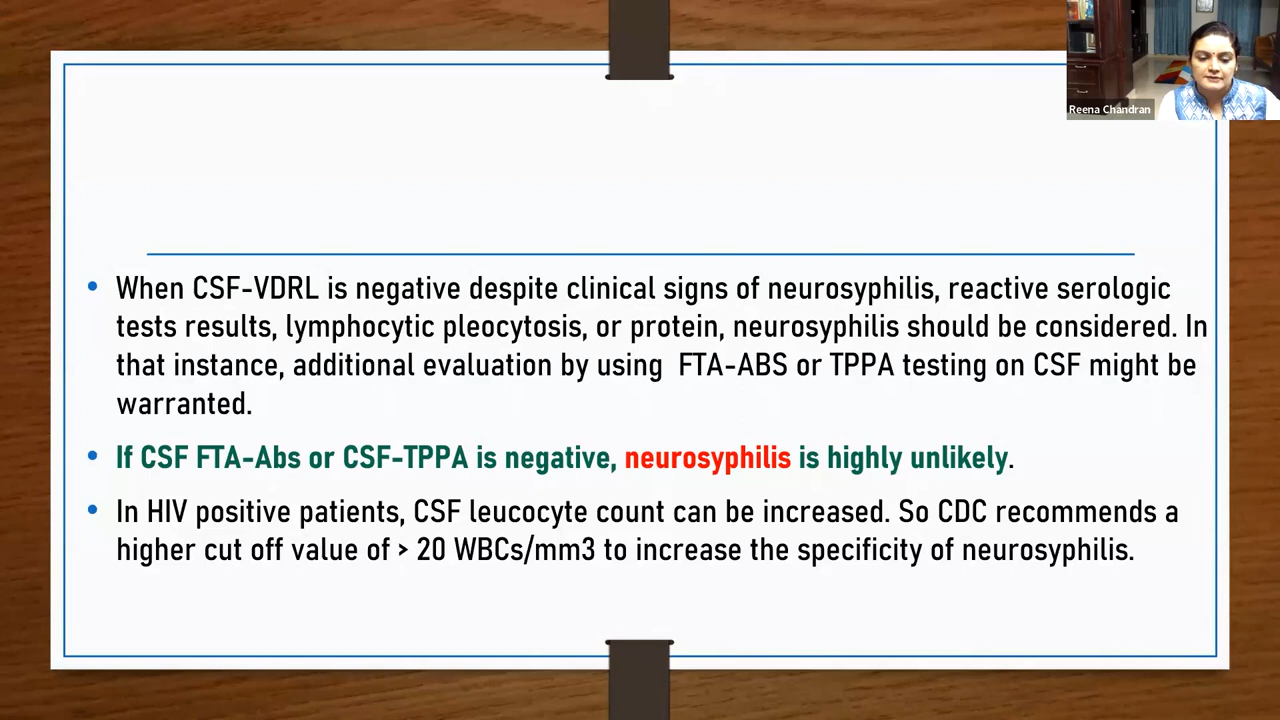 Reena Chandran
• When CSF-VDRL is negative despite clinical signs of neurosyphilis, reactive serologic
tests results, lymphocytic pleocytosis, or protein, neurosyphilis should be considered. In
that instance, additional evaluation by using FTA-ABS or TPPA testing on CSF might be
warranted.
• If CSF FTA-Abs or CSF-TPPA is negative, neurosyphilis is highly unlikely.
• In HIV positive patients, CSF leucocyte count can be increased. So CDC recommends a
higher cut off value of > 20 WBCs/mm3 to increase the specificity of neurosyphilis.